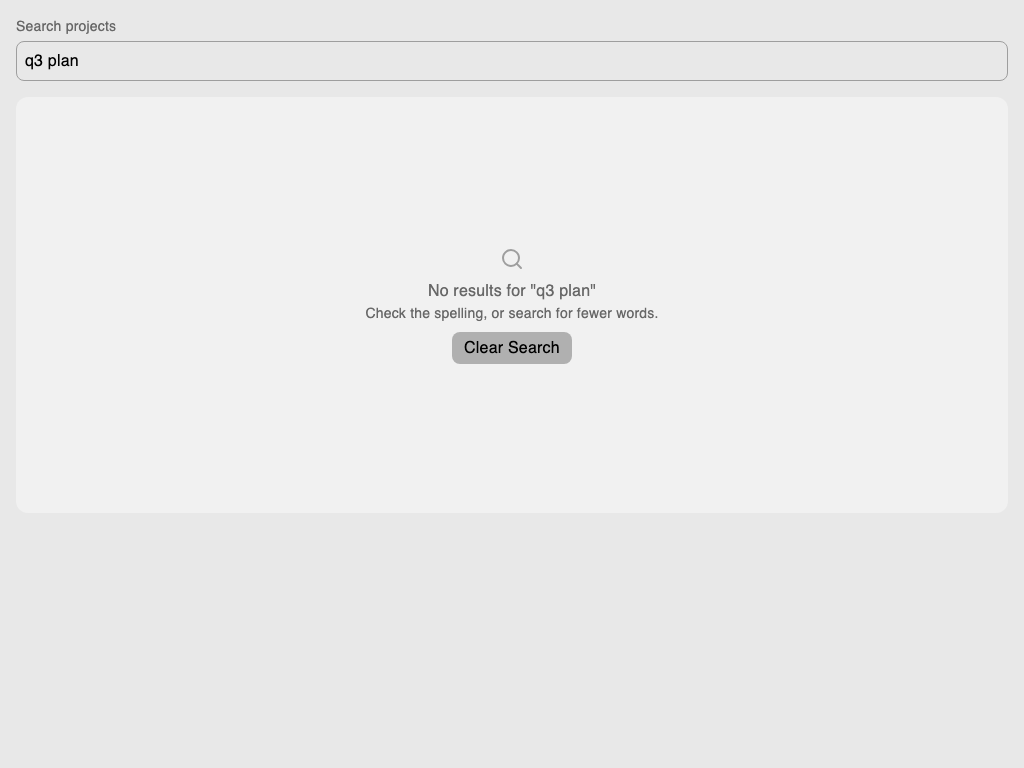 Search projects
q3 plan
No results for "q3 plan"
Check the spelling, or search for fewer words.
Clear Search